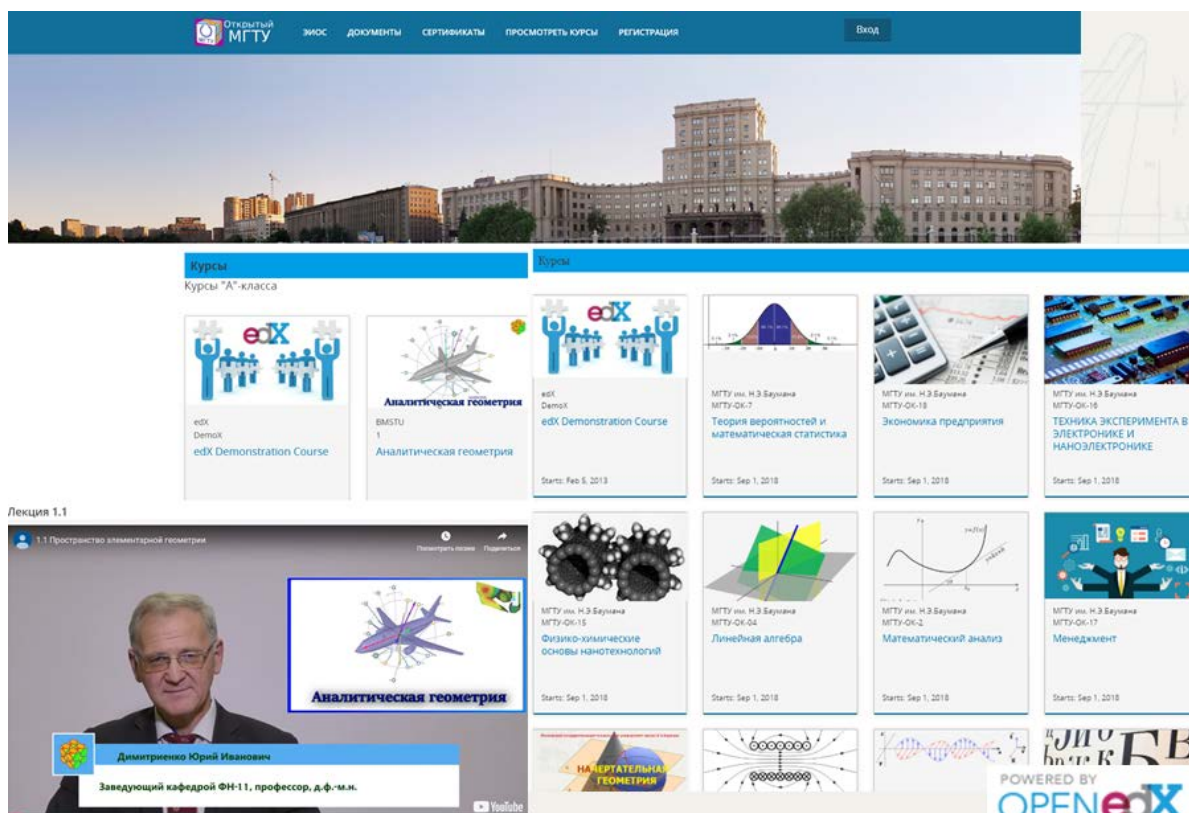 Открытый
МГТУ
ЭИОС
ДОКУМЕНТЫ
СЕРТИФИКАТЫ
ПРОСМОТРЕТЬ КУРСЫ
РЕГИСТРАЦИЯ
Вход
Курсы
Курсы "А"-класса
edX
edX
DemoX
edX Demonstration Course
Аналитическая геометрия
BMSTU
1
Аналитическая геометрия
Курсы
edX
edX
DemoX
edX Demonstration Course
Starts: Feb 5, 2013
МГТУ им. Н.Э.Баумана
МГТУ-ОК-7
Теория вероятностей и
математическая статистика
Starts: Sep 1, 2018
МГТУ им. Н.Э.Баумана
МГТУ-ОК-18
Экономика предприятия
Starts: Sep 1, 2018
МГТУ им. Н.Э.Баумана
МГТУ-ОК-16
ТЕХНИКА ЭКСПЕРИМЕНТА В
ЭЛЕКТРОНИКЕ И
НАНОЭЛЕКТРОНИКЕ
Starts: Sep 1, 2018
МГТУ им. Н.Э.Баумана
МГТУ-ОК-15
Физико-химические
основы нанотехнологий
Starts: Sep 1, 2018
МГТУ им. Н.Э.Баумана
МГТУ-ОК-04
Линейная алгебра
Starts: Sep 1, 2018
y=f(x)
МГТУ им. Н.Э.Баумана
МГТУ-ОК-2
Математический анализ
Starts: Sep 1, 2018
МГТУ им. Н.Э.Баумана
МГТУ-ОК-17
Менеджмент
Starts: Sep 1, 2018
НАЧЕРТАТЕЛЬНАЯ
ГЕОМЕТРИЯ
Лекция 1.1
1.1 Пространство элементарной геометрии
Посмотреть позже
Поделиться
Аналитическая геометрия
Димитриенко Юрий Иванович
Заведующий кафедрой ФН-11, профессор, д.ф.-м.н.
YouTube
POWERED BY
OPEN edX